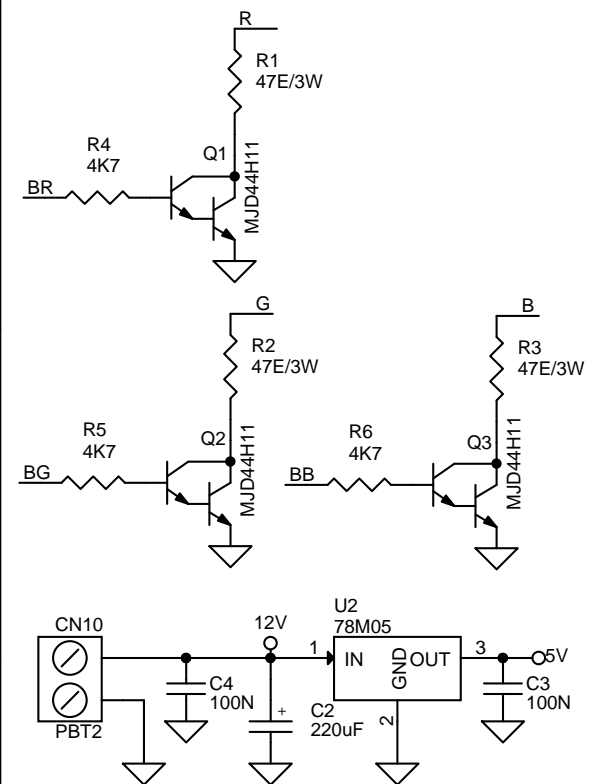 R
R1
47E/3W
R4
4K7
Q1
BR
MJD44H11
G
R2
47E/3W
R5
4K7
Q2
BG
MJD44H11
B
R3
47E/3W
R6
4K7
Q3
BB
MJD44H11
CN10
PBT2
12V
C4
100N
+
C2
220uF
U2
78M05
1
IN
GND
OUT
3
2
5V
C3
100N